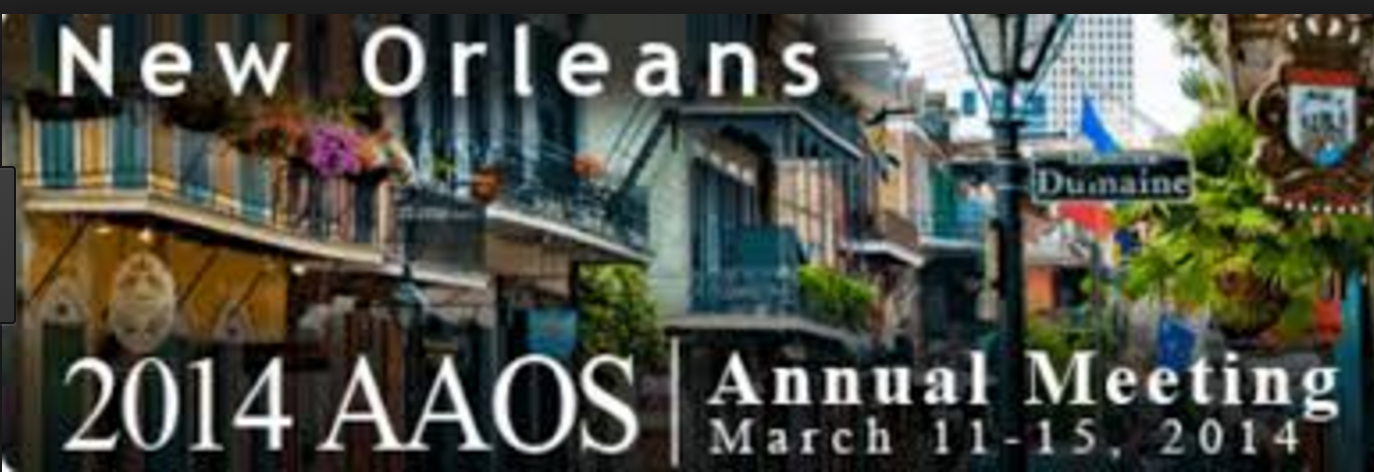 New Orleans
Dumaine
2014 AAOS
Annual Meeting
March 11-15, 2014